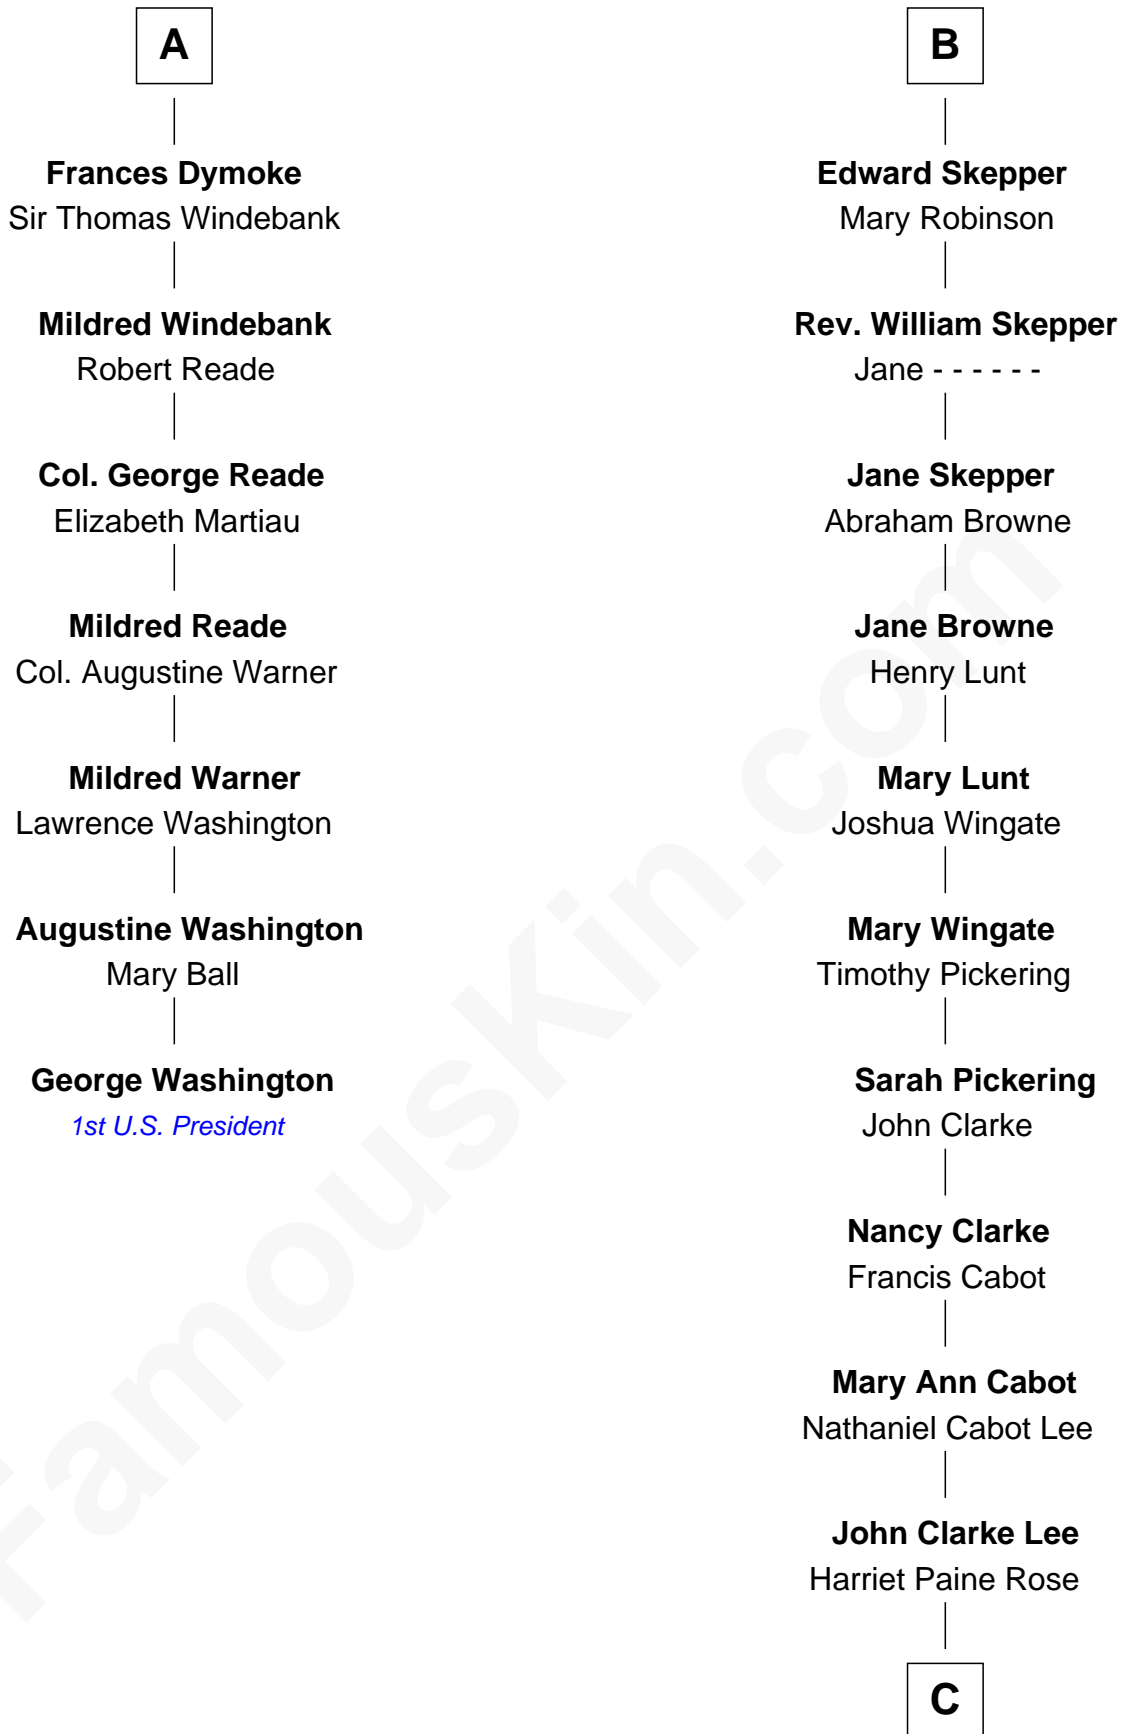 A
Frances Dymoke
Sir Thomas Windebank
Mildred Windebank
Robert Reade
Col. George Reade
Elizabeth Martiau
Mildred Reade
Col. Augustine Warner
Mildred Warner
Lawrence Washington
Augustine Washington
Mary Ball
George Washington
1st U.S. President
B
Edward Skepper
Mary Robinson
Rev. William Skepper
Jane - - - - - -
Jane Skepper
Abraham Browne
Jane Browne
Henry Lunt
Mary Lunt
Joshua Wingate
Mary Wingate
Timothy Pickering
Sarah Pickering
John Clarke
Nancy Clarke
Francis Cabot
Mary Ann Cabot
Nathaniel Cabot Lee
John Clarke Lee
Harriet Paine Rose
C
FamousKin.com